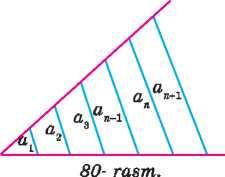 a₁ a₂ a₃ aₙ₋₁ aₙ aₙ₊₁
80- rasm.